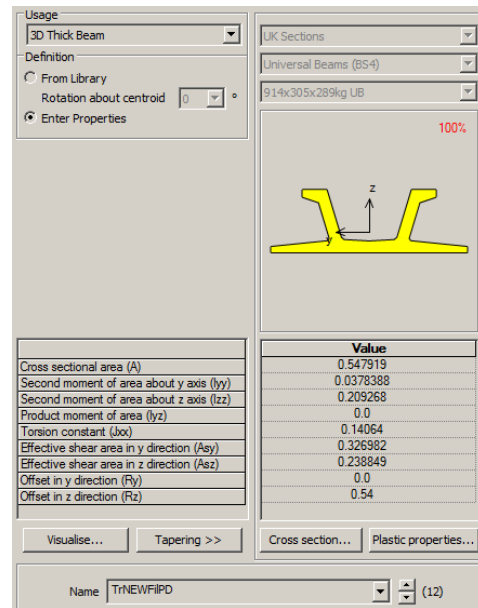 Usage
3D Thick Beam
Definition
From Library
Rotation about centroid 0 °
Enter Properties
UK Sections
Universal Beams (BS4)
914x305x289kg UB
100%
z
y
Value
Cross sectional area (A) 0.547919
Second moment of area about y axis (Iyy) 0.0378388
Second moment of area about z axis (Izz) 0.209268
Product moment of area (Iyz) 0.0
Torsion constant (Jxx) 0.14064
Effective shear area in y direction (Asy) 0.326982
Effective shear area in z direction (Asz) 0.238849
Offset in y direction (Ry) 0.0
Offset in z direction (Rz) 0.54
Visualise... Tapering >> Cross section... Plastic properties...
Name TrNEWFilPD (12)